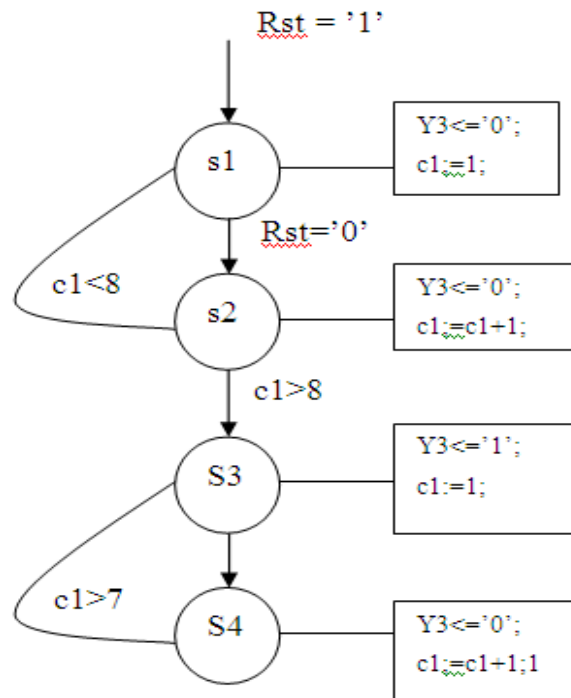 Rst = ’1’
s1
Y3<=’0’;
c1:=1;
Rst=’0’
c1<8
s2
Y3<=’0’;
c1:=c1+1;
c1>8
S3
Y3<=’1’;
c1:=1;
c1>7
S4
Y3<=’0’;
c1:=c1+1;1